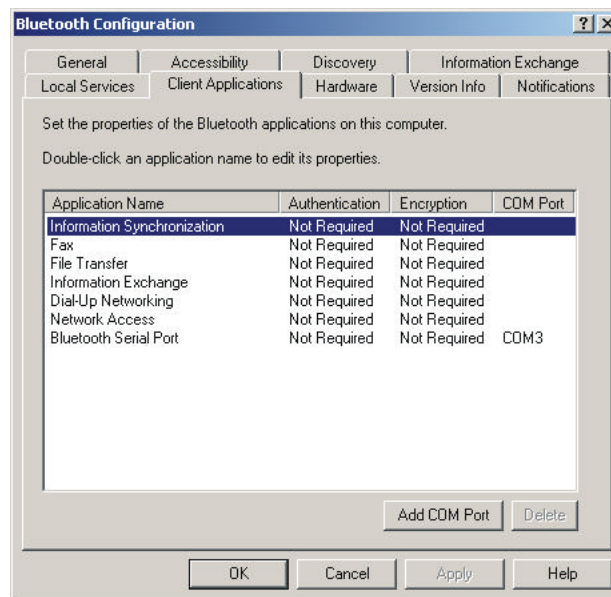 Bluetooth Configuration ? X
General Accessibility Discovery Information Exchange
Local Services Client Applications Hardware Version Info Notifications
Set the properties of the Bluetooth applications on this computer.
Double-click an application name to edit its properties.
Application Name Authentication Encryption COM Port
Information Synchronization Not Required Not Required
Fax Not Required Not Required
File Transfer Not Required Not Required
Information Exchange Not Required Not Required
Dial-Up Networking Not Required Not Required
Network Access Not Required Not Required
Bluetooth Serial Port Not Required Not Required COM3
Add COM Port Delete
OK Cancel Apply Help